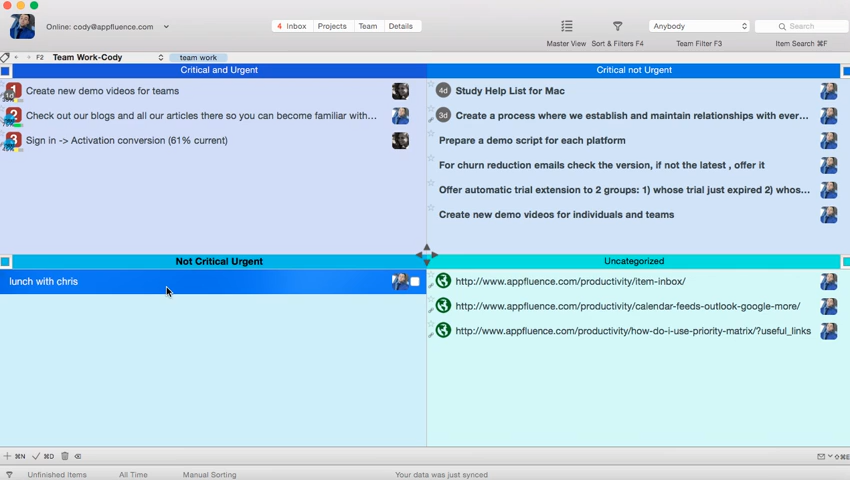 Online: cody@appfluence.com
4 Inbox Projects Team Details
Anybody
Search
Master View Sort & Filters F4 Team Filter F3 Item Search ⌘F
F2 Team Work-Cody team work
Critical and Urgent
1 Create new demo videos for teams
2 Check out our blogs and all our articles there so you can become familiar with...
3 Sign in -> Activation conversion (61% current)
Critical not Urgent
4d Study Help List for Mac
3d Create a process where we establish and maintain relationships with ever...
Prepare a demo script for each platform
For churn reduction emails check the version, if not the latest , offer it
Offer automatic trial extension to 2 groups: 1) whose trial just expired 2) whos...
Create new demo videos for individuals and teams
Not Critical Urgent
lunch with chris
Uncategorized
http://www.appfluence.com/productivity/item-inbox/
http://www.appfluence.com/productivity/calendar-feeds-outlook-google-more/
http://www.appfluence.com/productivity/how-do-i-use-priority-matrix/?useful_links
⌘N ⌘D ⇧⌘E
Unfinished Items All Time Manual Sorting Your data was just synced